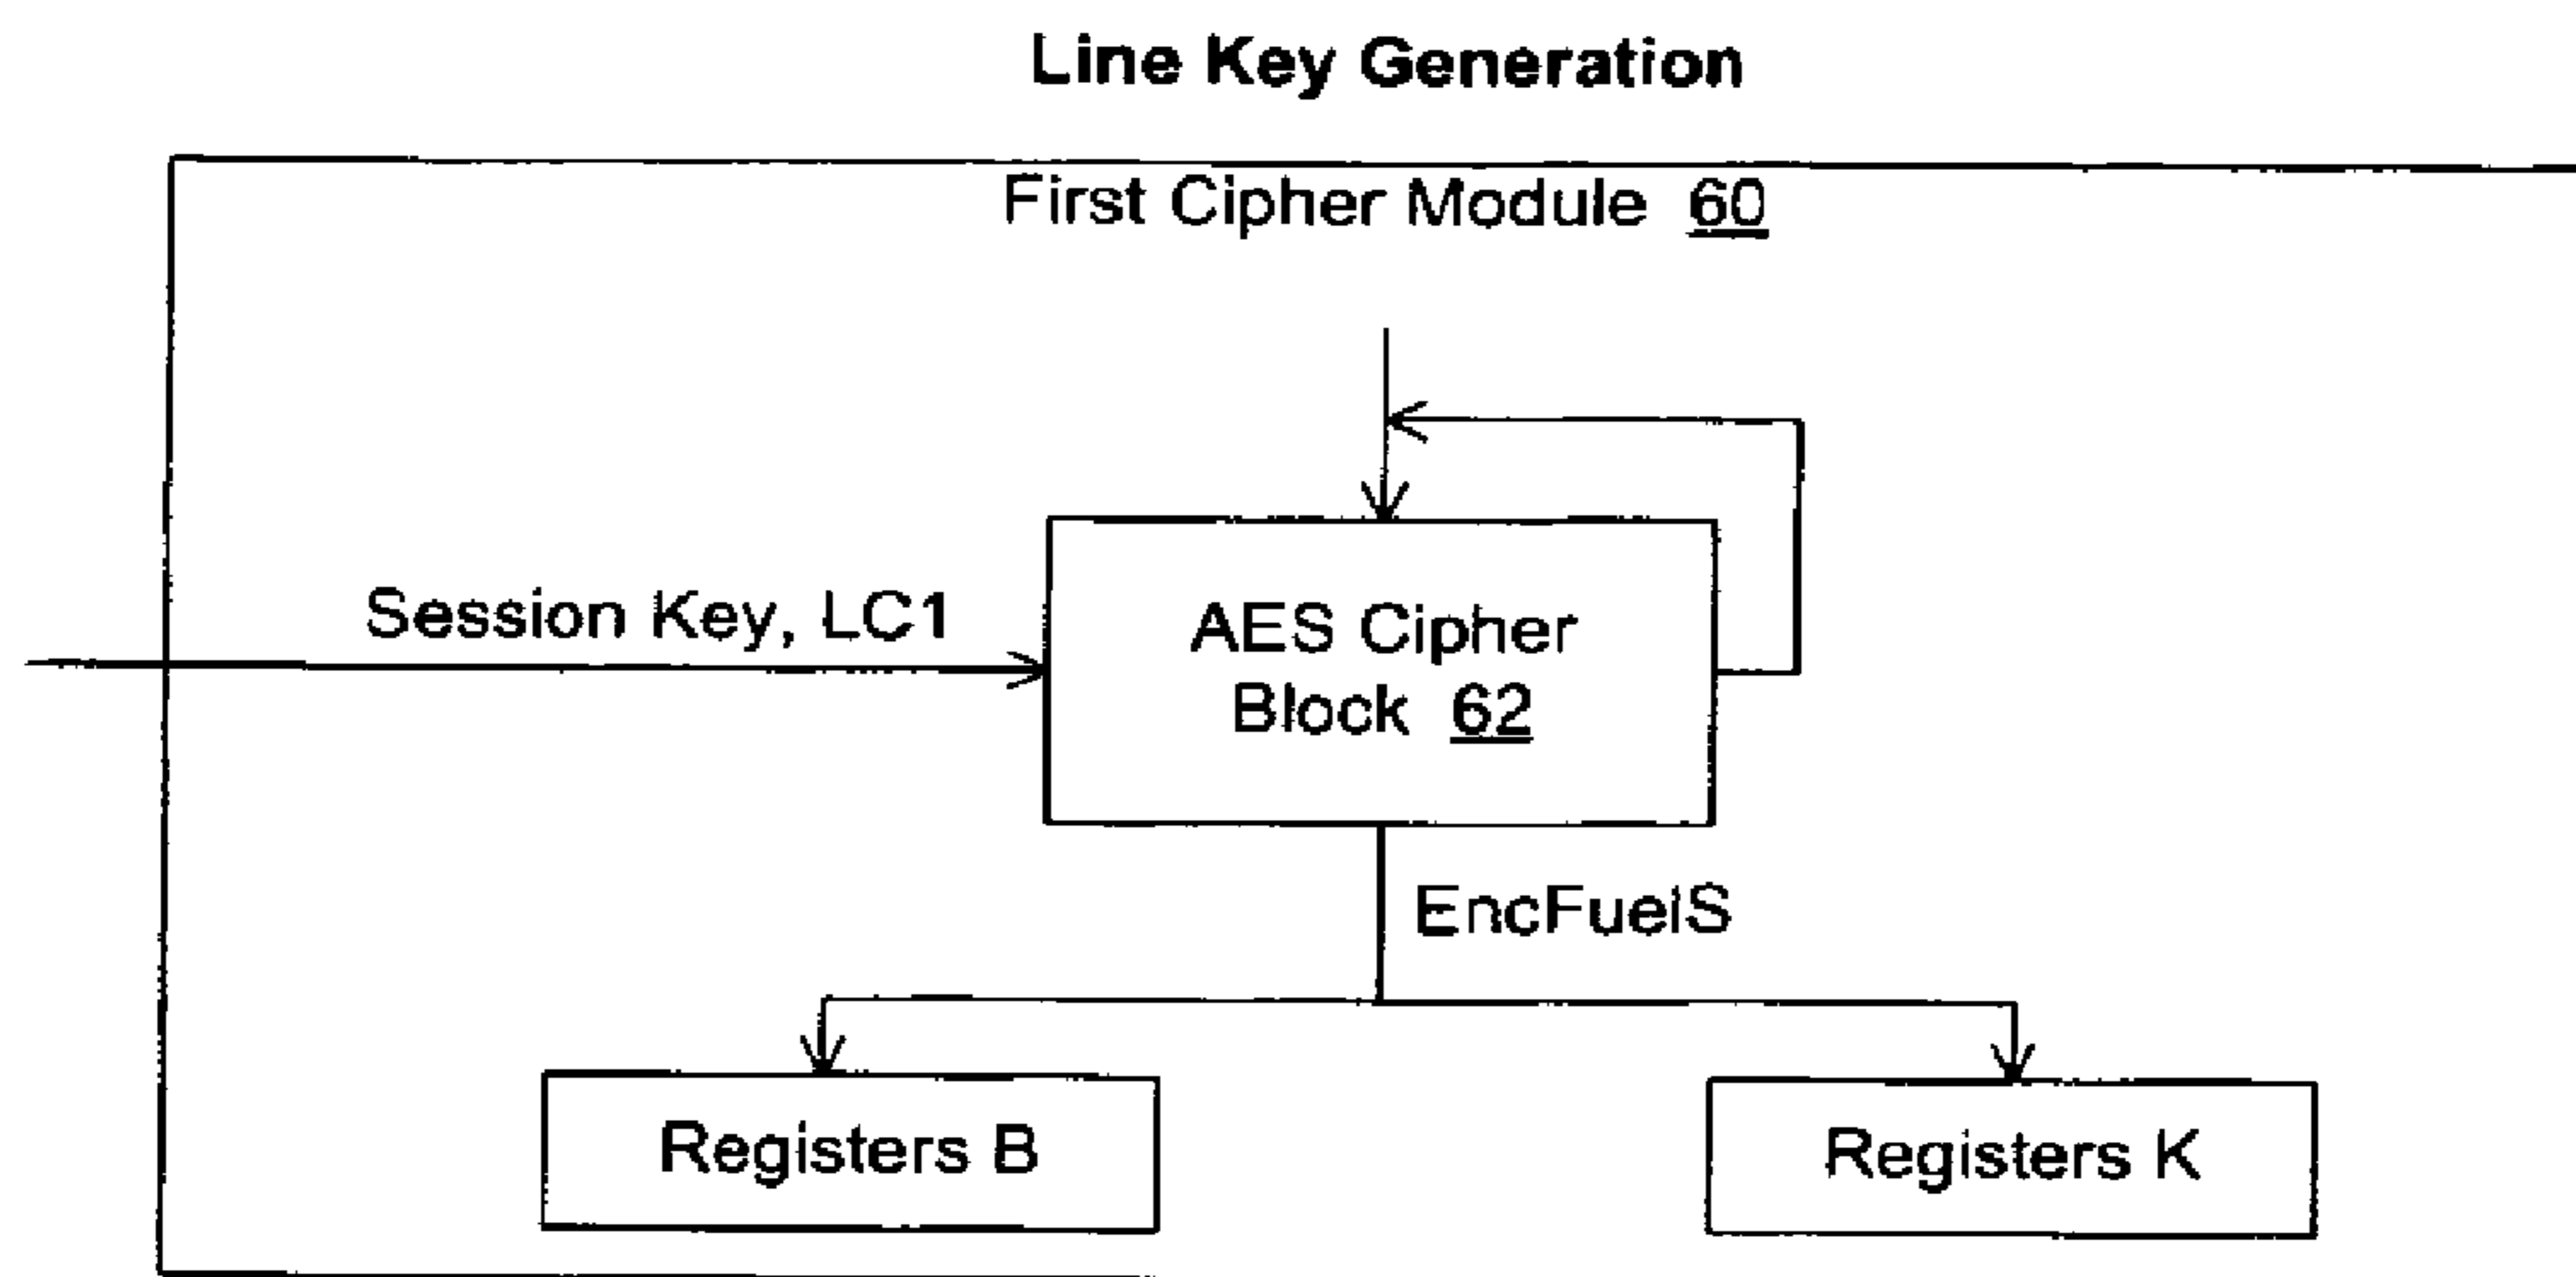 Line Key Generation
First Cipher Module 60
Session Key, LC1
AES Cipher
Block 62
EncFuelS
Registers B
Registers K